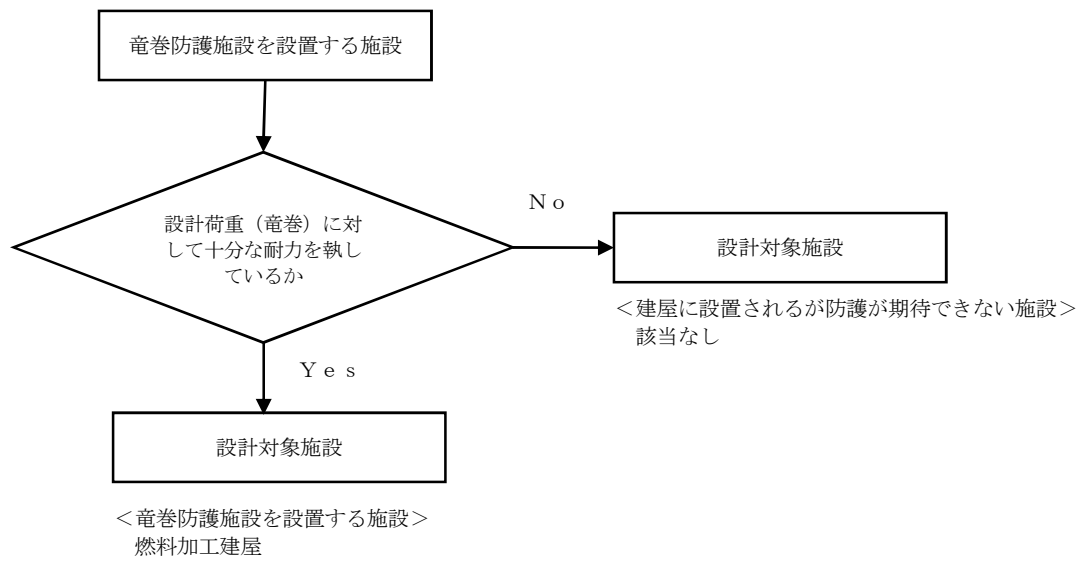 竜巻防護施設を設置する施設
設計荷重（竜巻）に対
して十分な耐力を執し
ているか
Ｎｏ
設計対象施設
＜建屋に設置されるが防護が期待できない施設＞
該当なし
Ｙｅｓ
設計対象施設
＜竜巻防護施設を設置する施設＞
燃料加工建屋